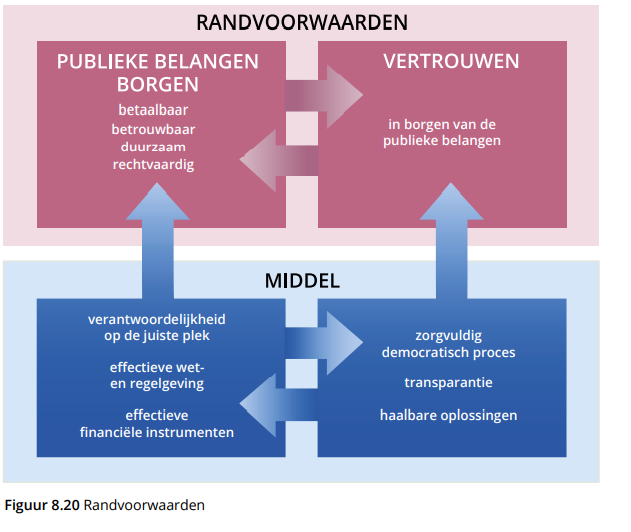 RANDVOORWAARDEN
PUBLIEKE BELANGEN
BORGEN
betaalbaar
betrouwbaar
duurzaam
rechtvaardig
VERTROUWEN
in borgen van de
publieke belangen
MIDDEL
verantwoordelijkheid
op de juiste plek
effectieve wet-
en regelgeving
effectieve
financiële instrumenten
zorgvuldig
democratisch proces
transparantie
haalbare oplossingen
Figuur 8.20 Randvoorwaarden